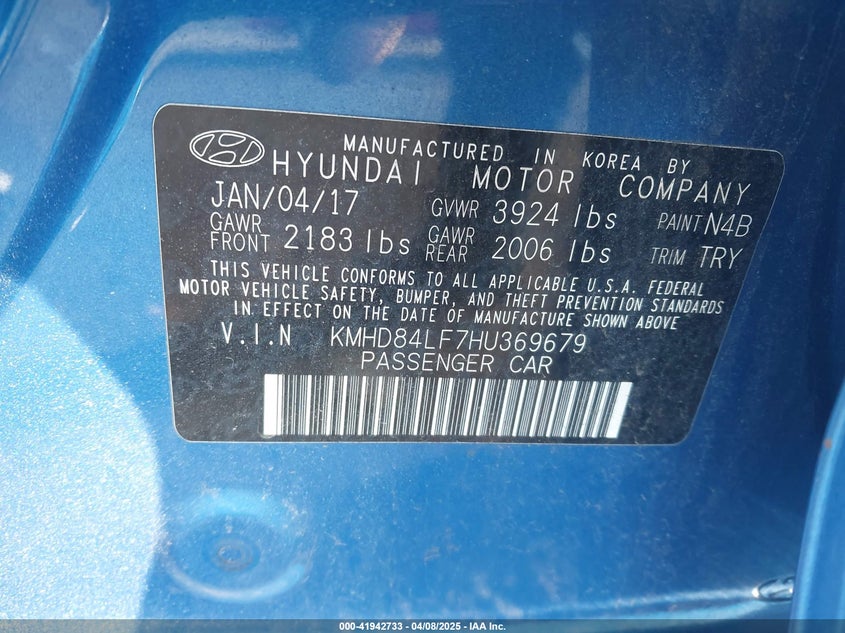 MANUFACTURED IN KOREA BY
HYUNDAI MOTOR COMPANY
JAN/04/17 GVWR 3924 lbs PAINT N4B
GAWR FRONT 2183 lbs GAWR REAR 2006 lbs TRIM TRY
THIS VEHICLE CONFORMS TO ALL APPLICABLE U.S.A. FEDERAL
MOTOR VEHICLE SAFETY, BUMPER, AND THEFT PREVENTION STANDARDS
IN EFFECT ON THE DATE OF MANUFACTURE SHOWN ABOVE
V.I.N KMHD84LF7HU369679
PASSENGER CAR
000-41942733 - 04/08/2025 - IAA Inc.